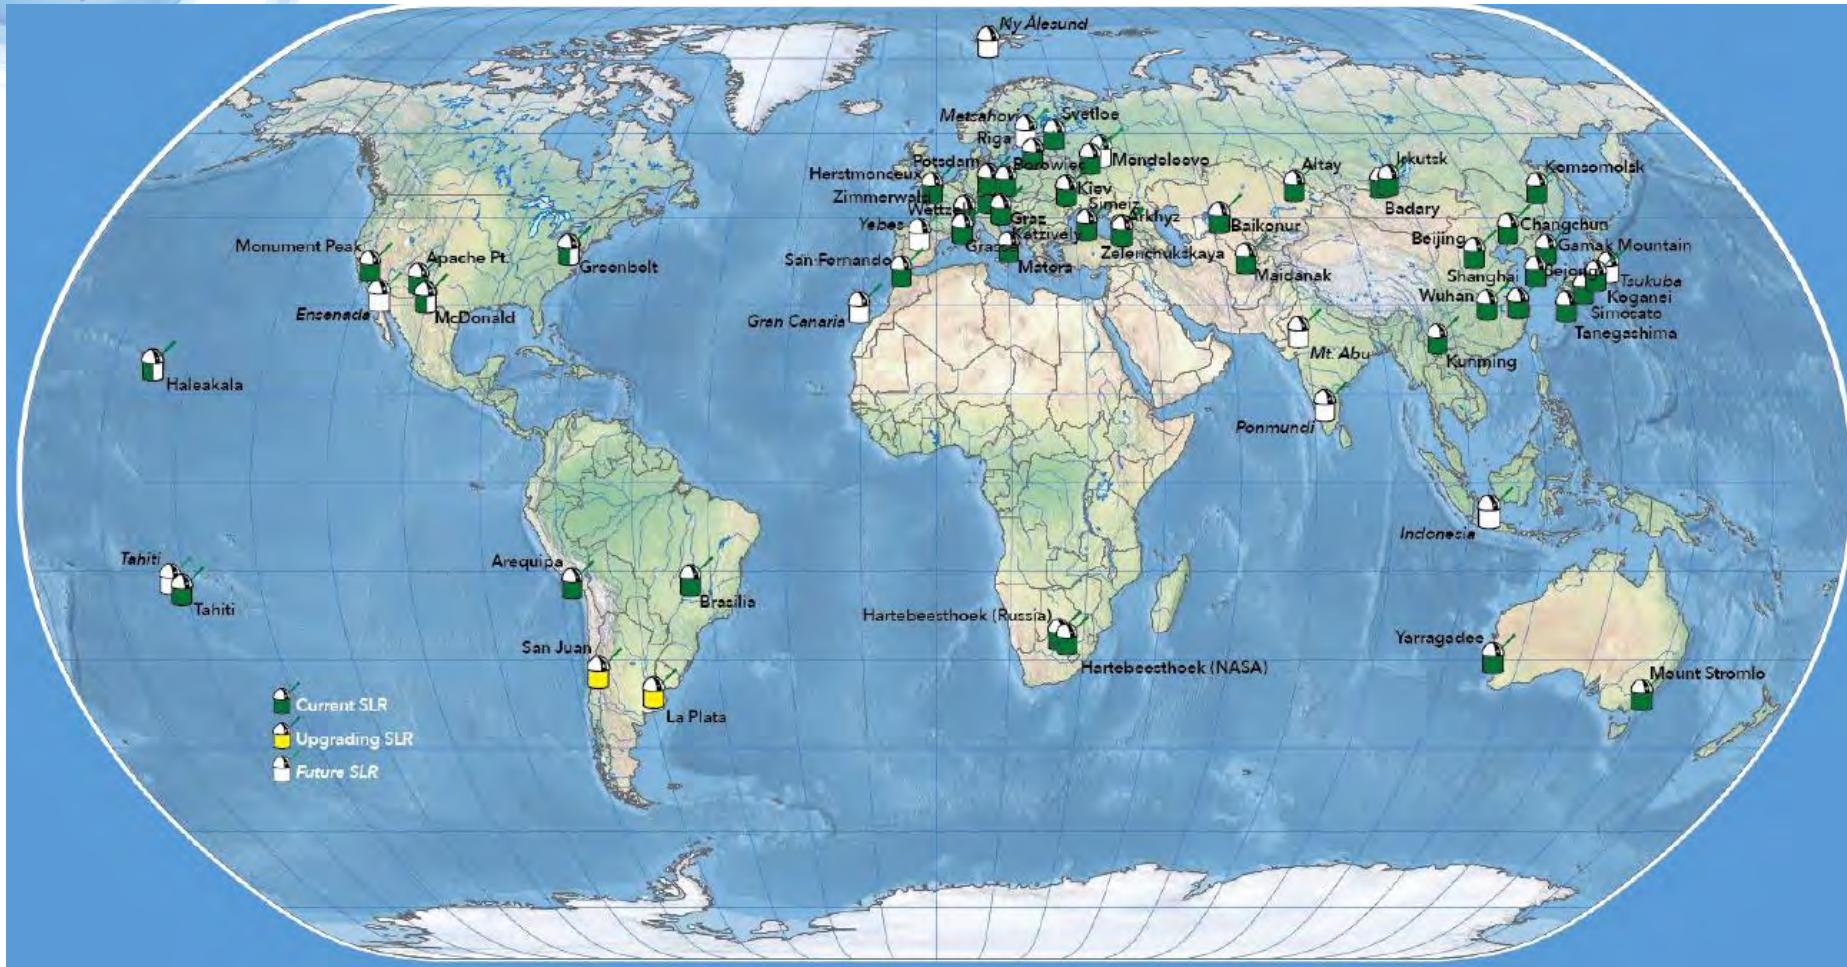 Ny Ålesund
Metsahovi
Svetloe
Riga
Mendeleevo
Potsdam
Borowiec
Herstmonceux
Altay
Irkutsk
Komsomolsk
Zimmerwald
Kiev
Badary
Wettz
Simeiz
Graz
Arkhyz
Yebes
Katzively
Baikonur
Changchun
Beijing
Gamak Mountain
Monument Peak
Apache Pt.
Greenbelt
San Fernando
Grasse
Matera
Zelenchukskaya
Maidanak
Shanghai
Sejong
Tsukuba
Ensenada
McDonald
Gran Canaria
Wuhan
Koganei
Simosato
Tanegashima
Mt. Abu
Kunming
Haleakala
Ponmundi
Indonesia
Tahiti
Arequipa
Tahiti
Brasilia
Hartebeesthoek (Russia)
Yarragadee
San Juan
Hartebeesthoek (NASA)
Mount Stromlo
La Plata
Current SLR
Upgrading SLR
Future SLR